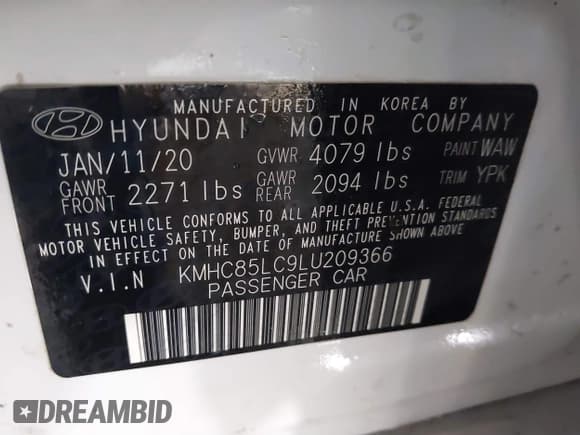 MANUFACTURED IN KOREA BY
HYUNDAI MOTOR COMPANY
JAN/11/20 GVWR 4079 lbs PAINT WAW
GAWR FRONT 2271 lbs GAWR REAR 2094 lbs TRIM YPK
THIS VEHICLE CONFORMS TO ALL APPLICABLE U.S.A. FEDERAL
MOTOR VEHICLE SAFETY, BUMPER, AND THEFT PREVENTION STANDARDS
IN EFFECT ON THE DATE OF MANUFACTURE SHOWN ABOVE
V.I.N KMHC85LC9LU209366
PASSENGER CAR
DREAMBID